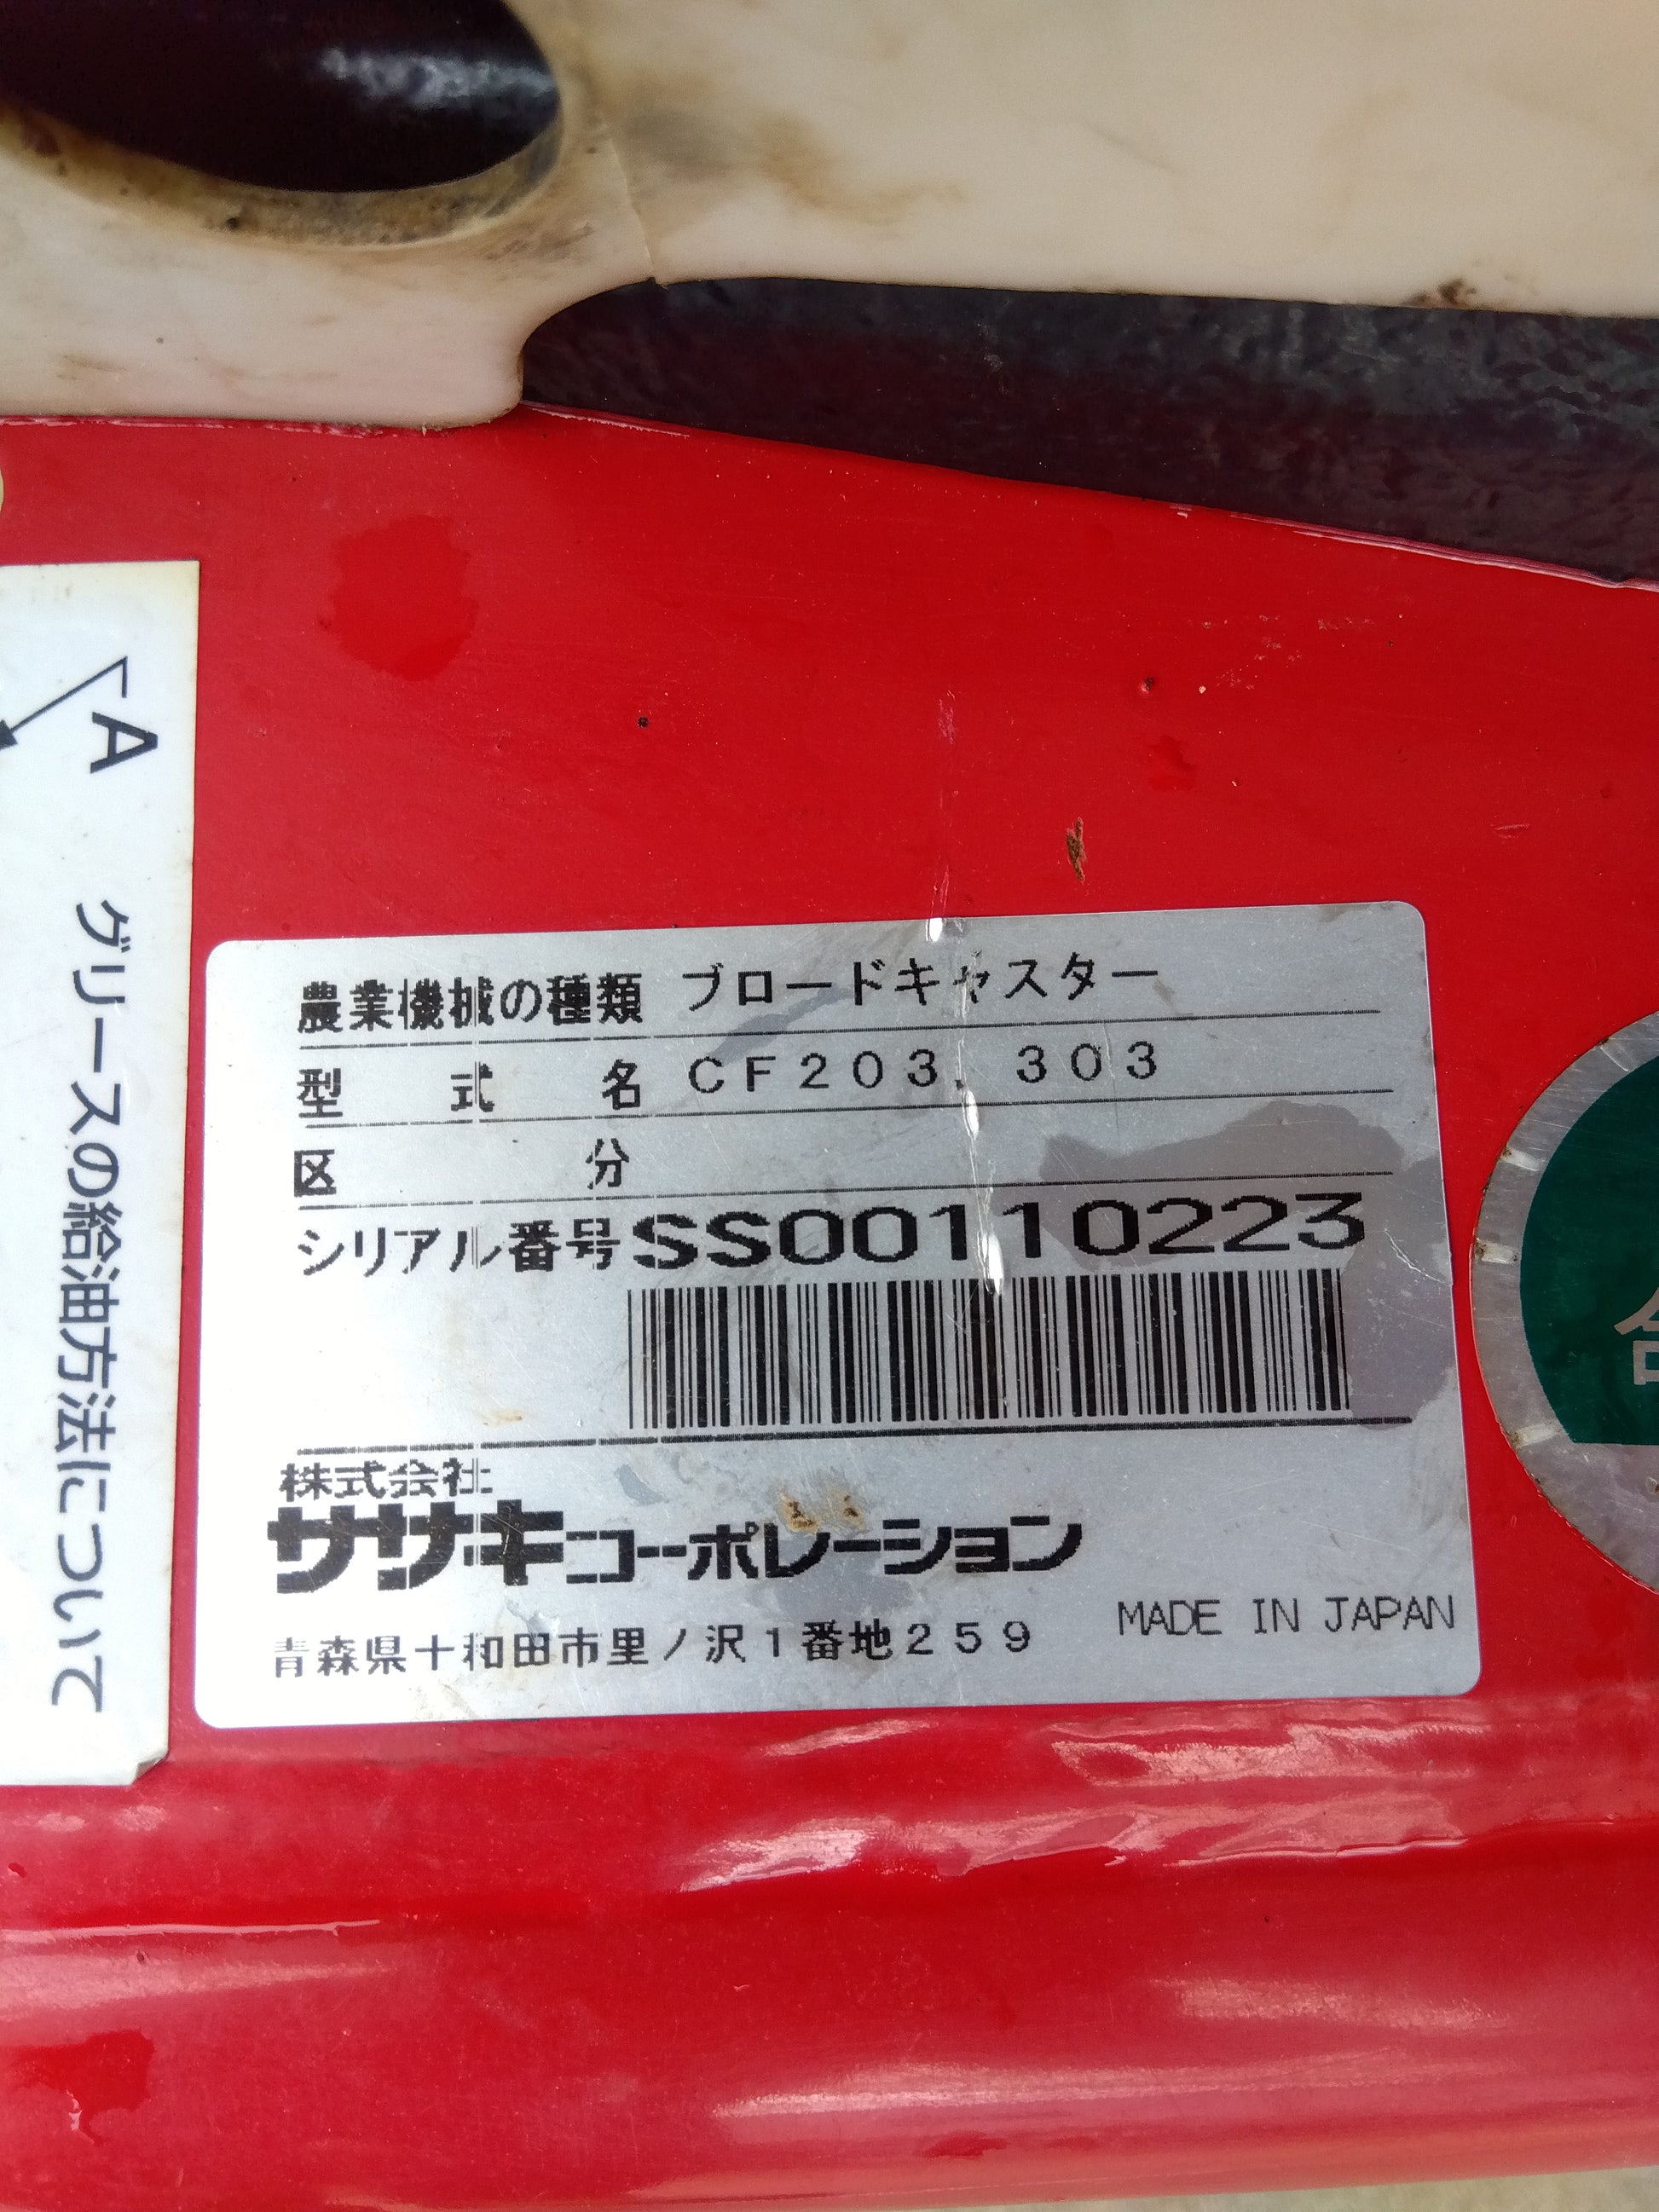 A
グリースの給油方法について
農業機械の種類 ブロードキャスター
型 式 名 CF203, 303
区 分
シリアル番号 SS00110223
株式会社
ササキコーポレーション
青森県十和田市里ノ沢1番地259
MADE IN JAPAN